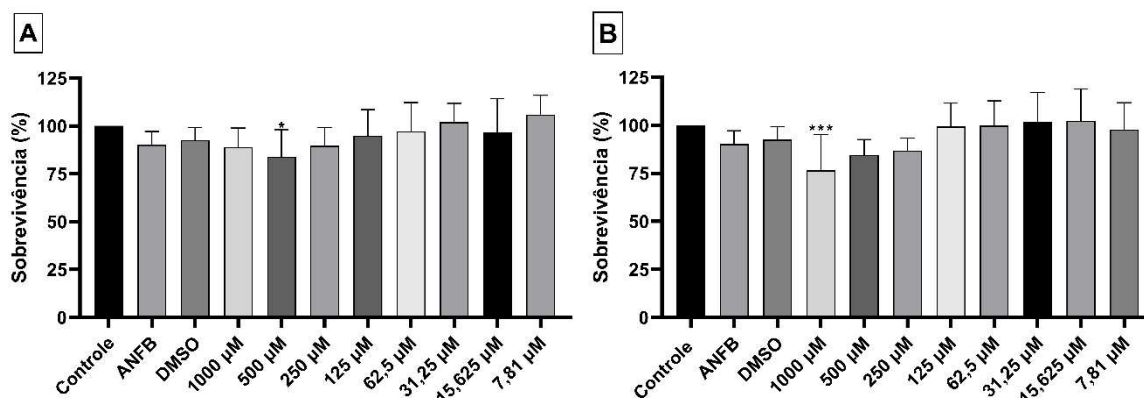 A
Sobrevivência (%)
125
100
75
50
25
0
*
Controle
ANFB
DMSO
1000 µM
500 µM
250 µM
125 µM
62,5 µM
31,25 µM
15,625 µM
7,81 µM
B
Sobrevivência (%)
125
100
75
50
25
0
***
Controle
ANFB
DMSO
1000 µM
500 µM
250 µM
125 µM
62,5 µM
31,25 µM
15,625 µM
7,81 µM